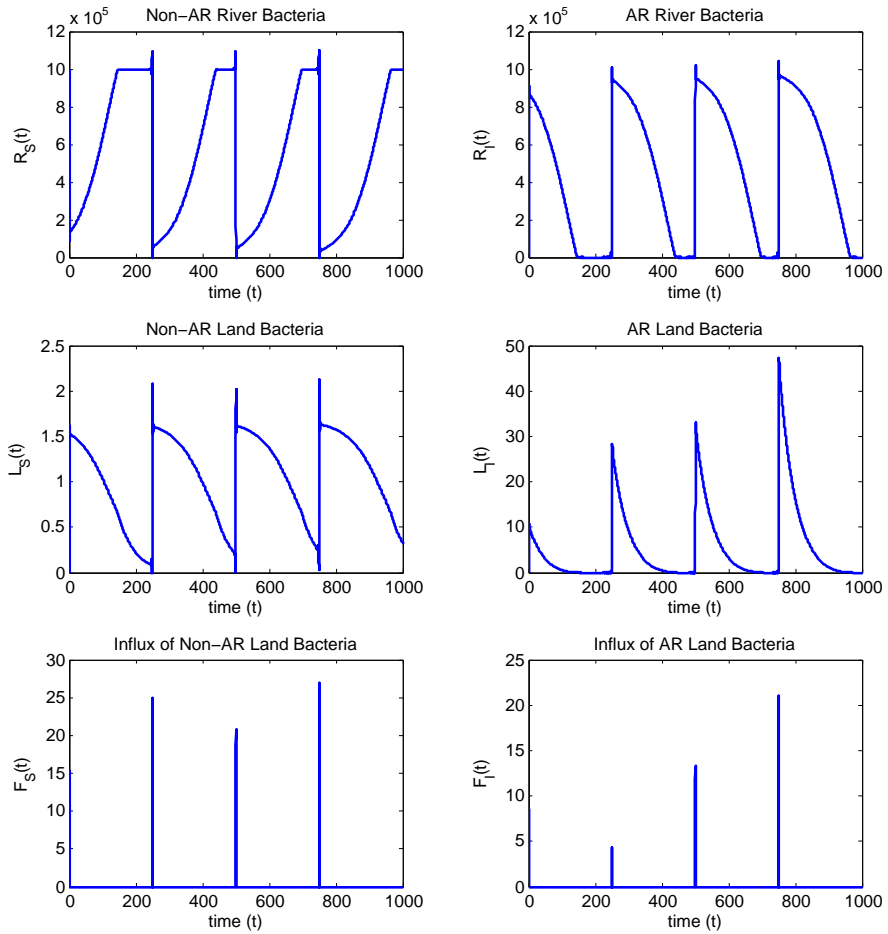 Non−AR River Bacteria
x 10^5
12
10
8
6
4
2
0
R_S(t)
0 200 400 600 800 1000
time (t)
AR River Bacteria
x 10^5
12
10
8
6
4
2
0
R_I(t)
0 200 400 600 800 1000
time (t)
Non−AR Land Bacteria
2.5
2
1.5
1
0.5
0
L_S(t)
0 200 400 600 800 1000
time (t)
AR Land Bacteria
50
40
30
20
10
0
L_I(t)
0 200 400 600 800 1000
time (t)
Influx of Non−AR Land Bacteria
30
25
20
15
10
5
0
F_S(t)
0 200 400 600 800 1000
time (t)
Influx of AR Land Bacteria
25
20
15
10
5
0
F_I(t)
0 200 400 600 800 1000
time (t)